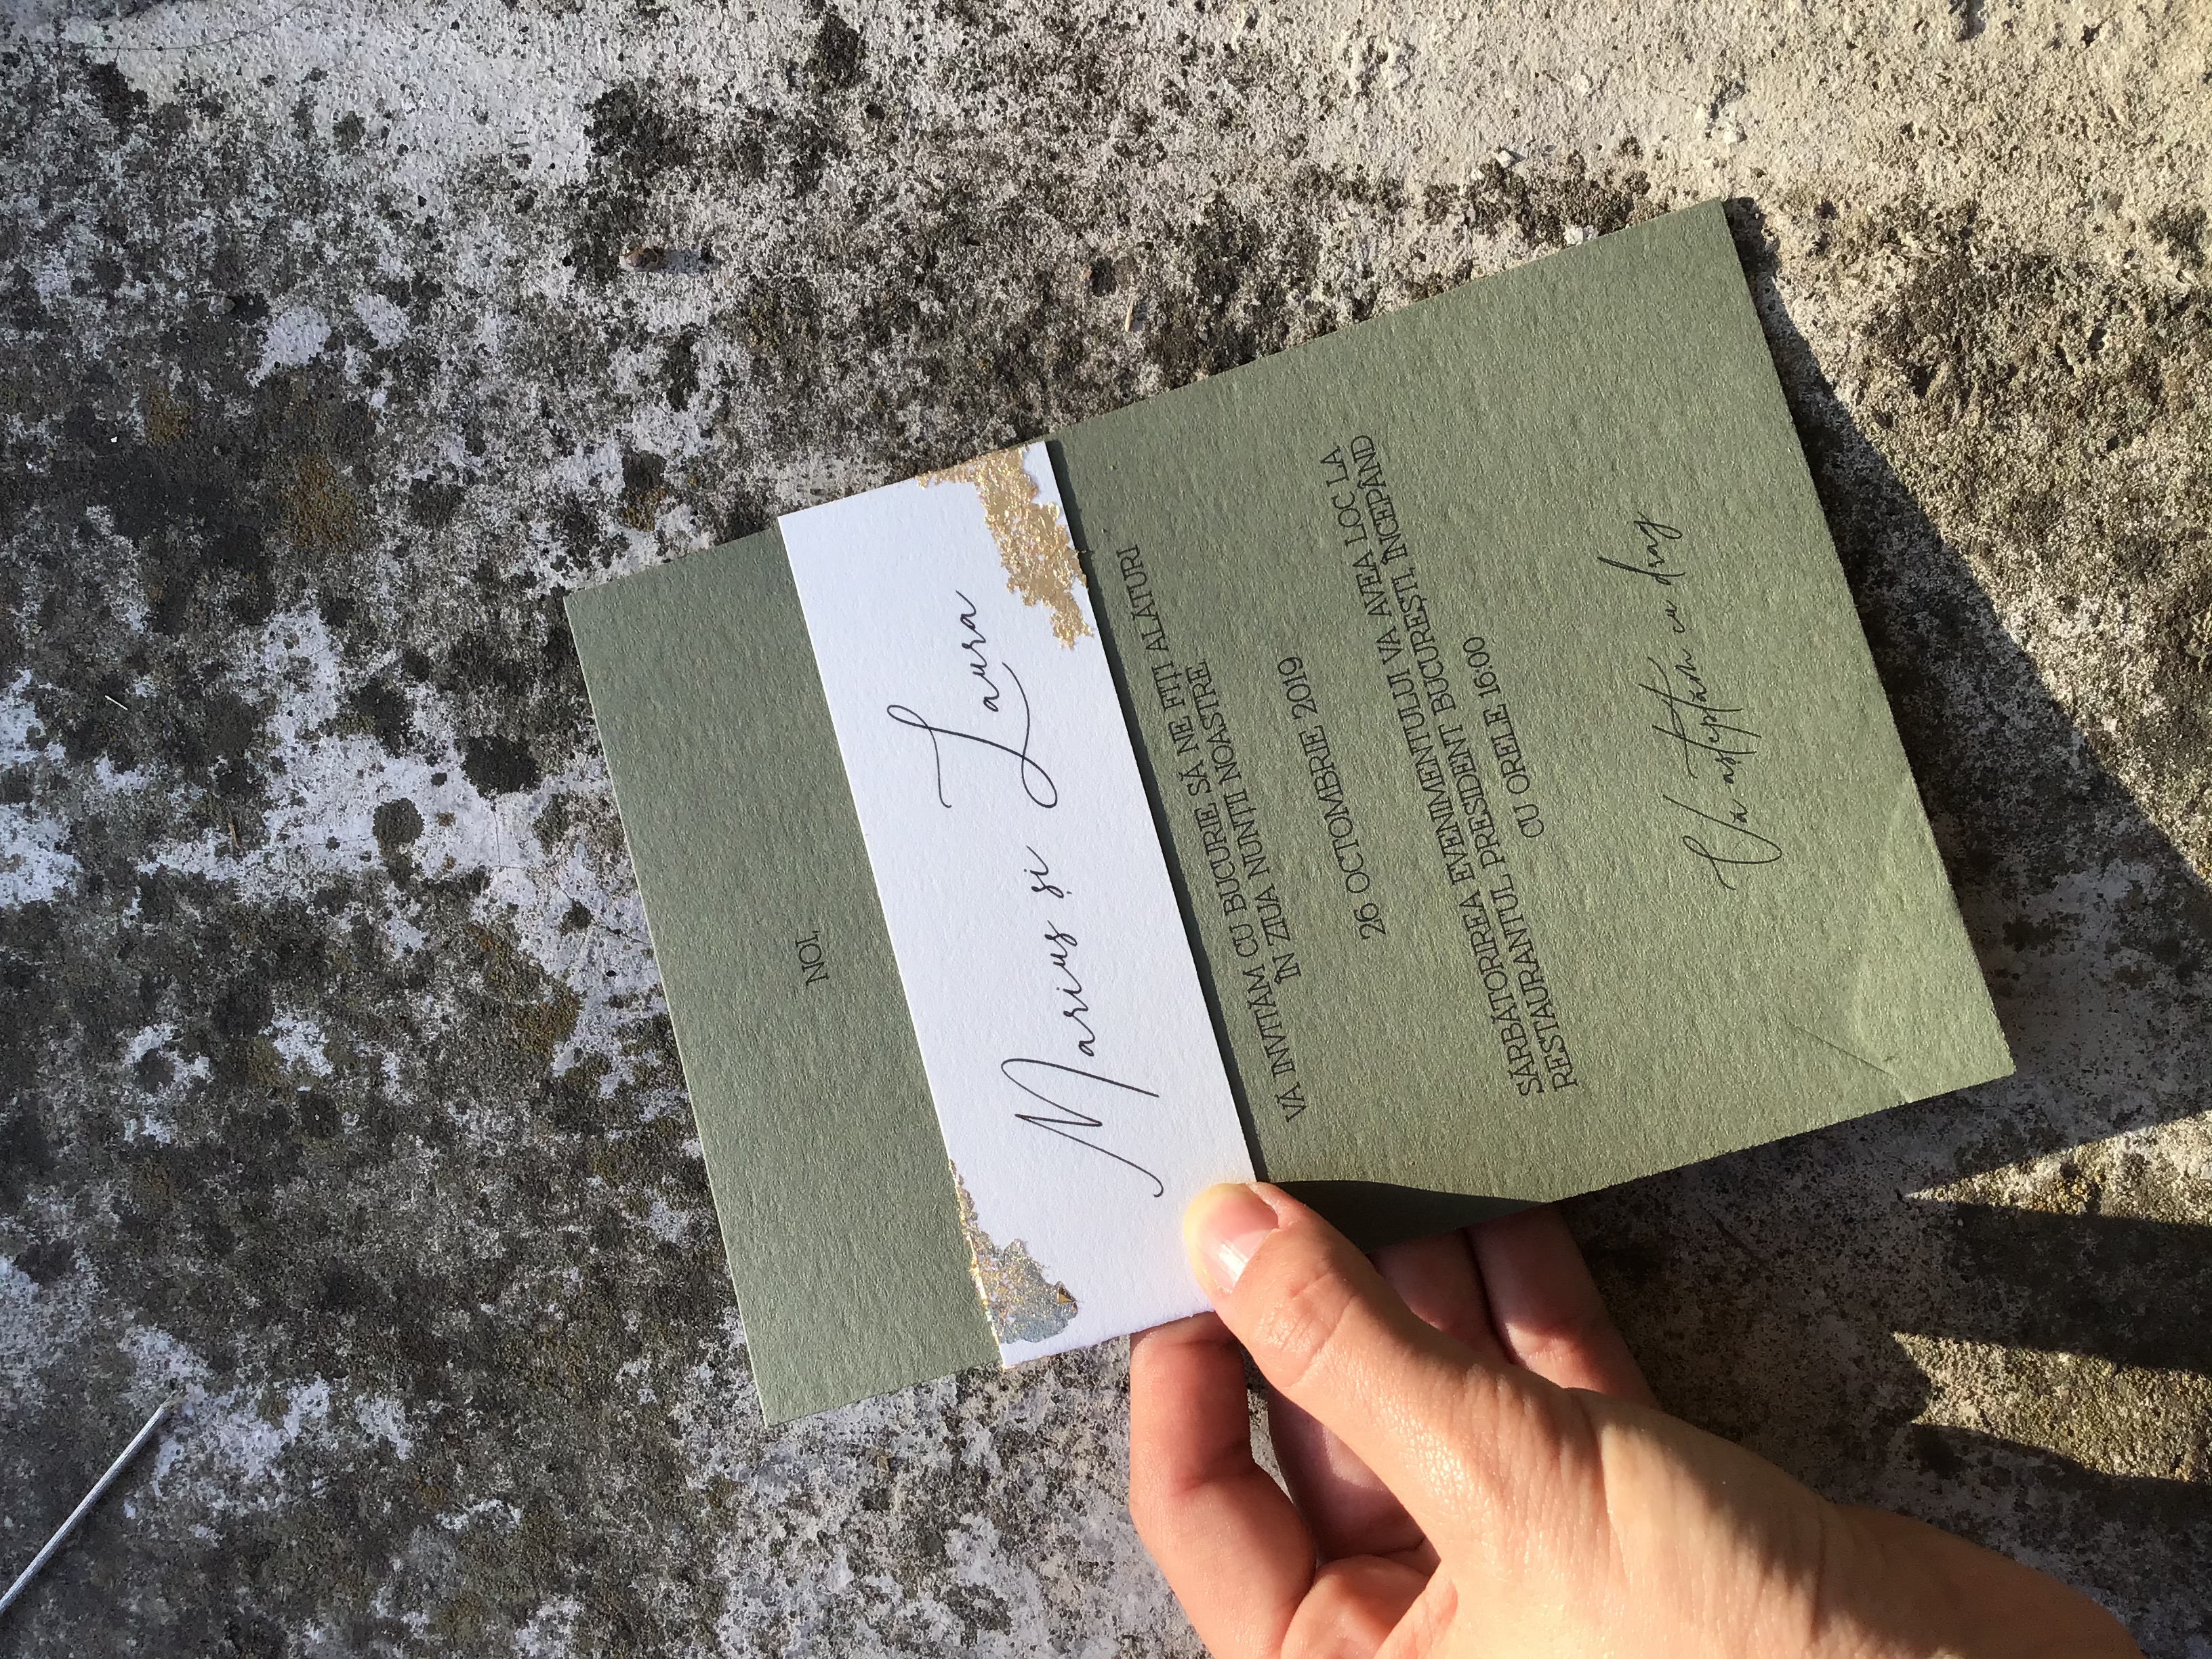 NOI,
Marius și Laura
VĂ INVITĂM CU BUCURIE SĂ NE FIȚI ALĂTURI
ÎN ZIUA NUNȚII NOASTRE
26 OCTOMBRIE 2019
SĂRBĂTORIREA EVENIMENTULUI VA AVEA LOC LA
RESTAURANTUL PRESIDENT BUCUREȘTI, ÎNCEPÂND
CU ORELE 16:00
Vă așteptăm cu drag